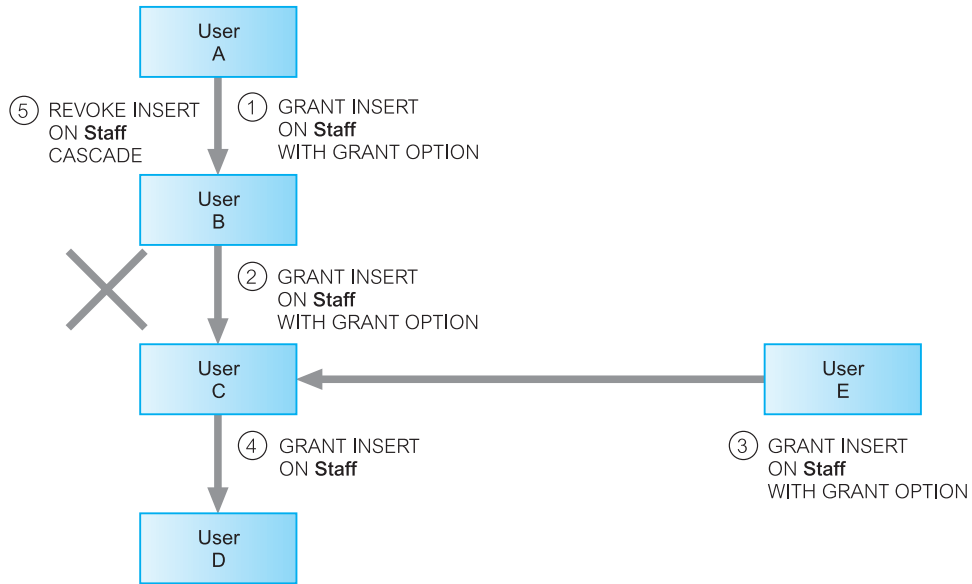 User
A
5 REVOKE INSERT
ON Staff
CASCADE
1 GRANT INSERT
ON Staff
WITH GRANT OPTION
User
B
2 GRANT INSERT
ON Staff
WITH GRANT OPTION
User
C
User
E
4 GRANT INSERT
ON Staff
3 GRANT INSERT
ON Staff
WITH GRANT OPTION
User
D